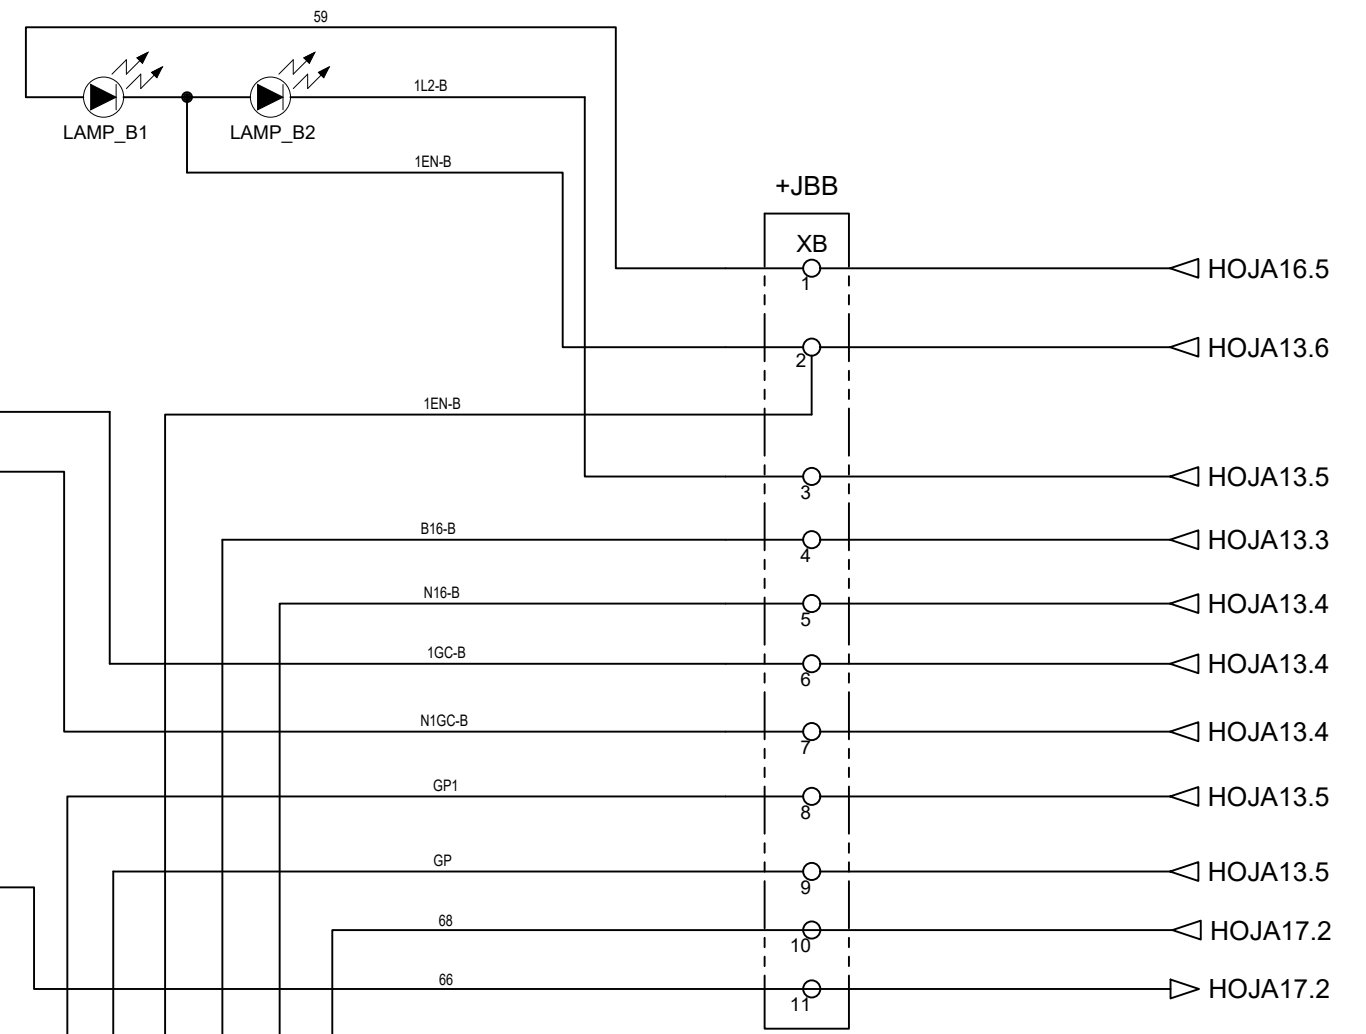 59
1L2-B
LAMP_B1
LAMP_B2
1EN-B
+JBB
XB
1
HOJA16.5
2
HOJA13.6
1EN-B
3
HOJA13.5
B16-B
4
HOJA13.3
N16-B
5
HOJA13.4
1GC-B
6
HOJA13.4
N1GC-B
7
HOJA13.4
GP1
8
HOJA13.5
GP
9
HOJA13.5
68
10
HOJA17.2
66
11
HOJA17.2